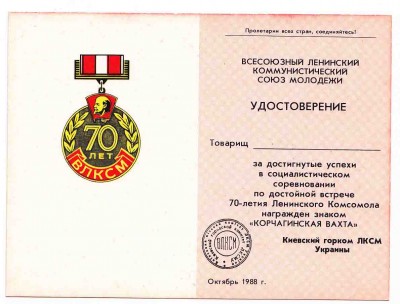 70
ЛЕТ
ВЛКСМ
Пролетарии всех стран, соединяйтесь!
ВСЕСОЮЗНЫЙ ЛЕНИНСКИЙ
КОММУНИСТИЧЕСКИЙ
СОЮЗ МОЛОДЕЖИ
УДОСТОВЕРЕНИЕ
Товарищ
за достигнутые успехи
в социалистическом
соревновании
по достойной встрече
70-летия Ленинского Комсомола
награжден знаком
«КОРЧАГИНСКАЯ ВАХТА»
Киевский горком ЛКСМ
Украины
ВЛКСМ
Октябрь 1988 г.